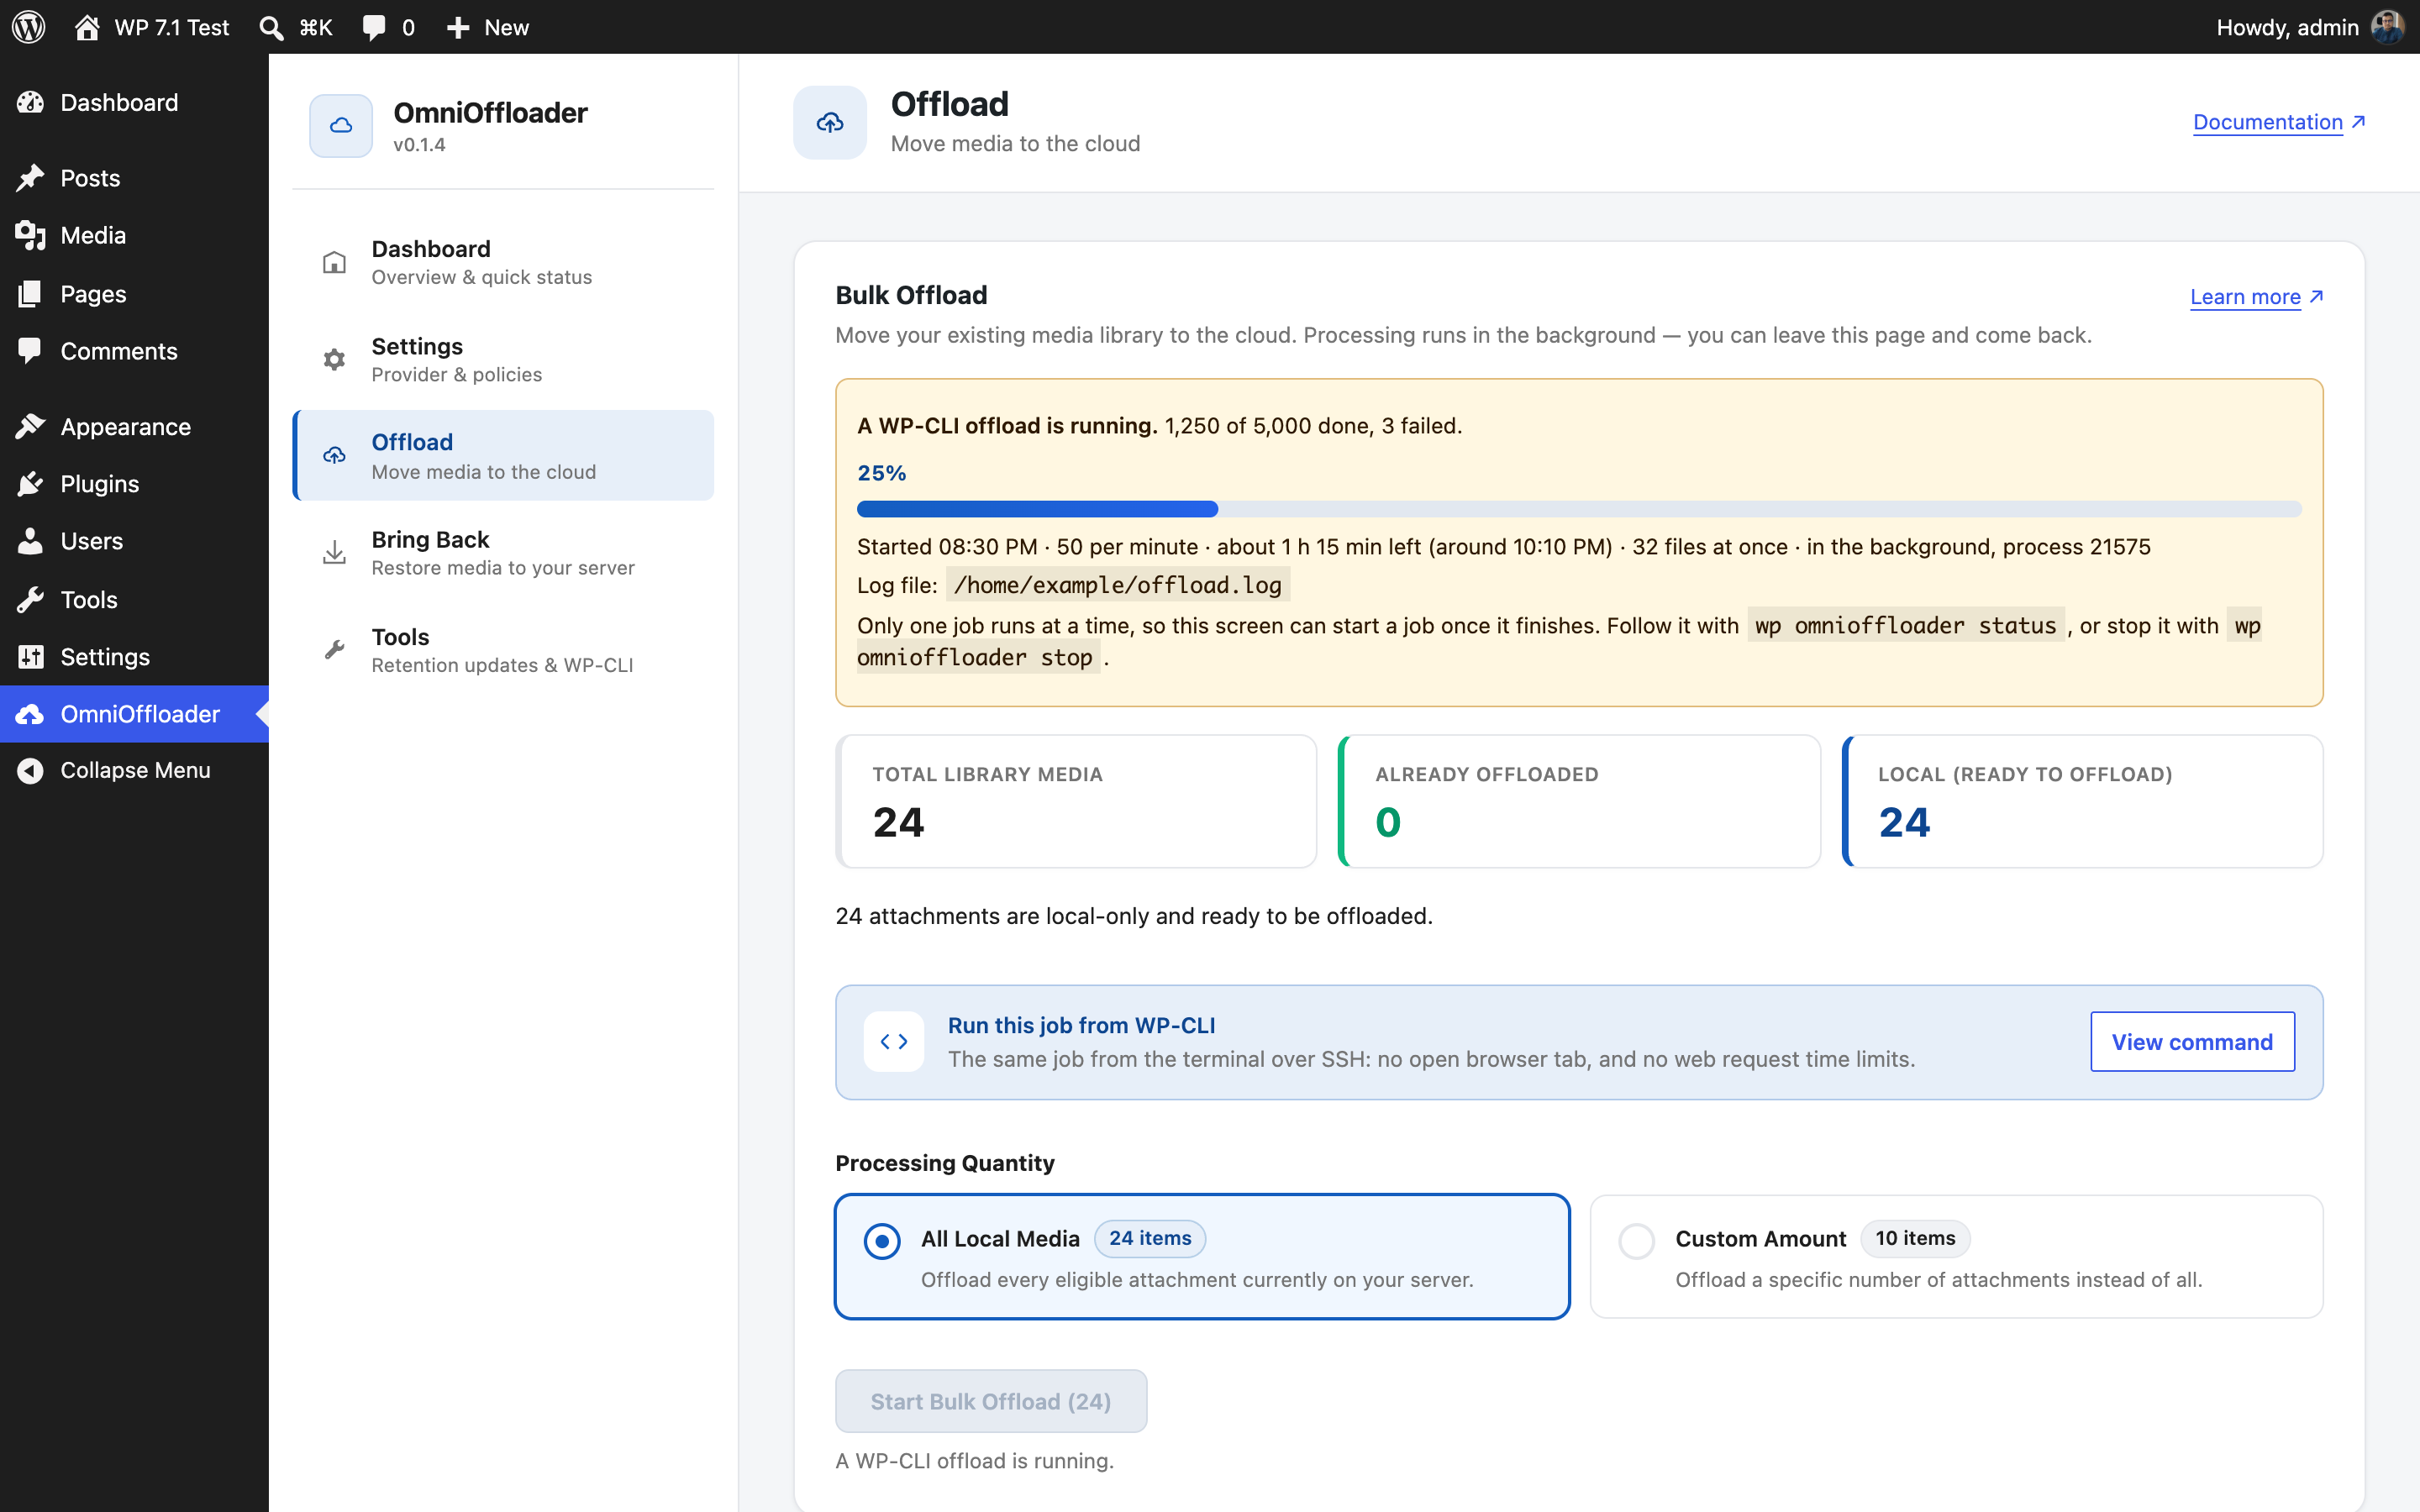 WP 7.1 Test
⌘K
0
New
Howdy, admin
Dashboard
Posts
Media
Pages
Comments
Appearance
Plugins
Users
Tools
Settings
OmniOffloader
Collapse Menu
OmniOffloader
v0.1.4
Dashboard
Overview & quick status
Settings
Provider & policies
Offload
Move media to the cloud
Bring Back
Restore media to your server
Tools
Retention updates & WP-CLI
Offload
Move media to the cloud
Documentation ↗
Bulk Offload
Learn more ↗
Move your existing media library to the cloud. Processing runs in the background — you can leave this page and come back.
A WP-CLI offload is running. 1,250 of 5,000 done, 3 failed.
25%
Started 08:30 PM · 50 per minute · about 1 h 15 min left (around 10:10 PM) · 32 files at once · in the background, process 21575
Log file: /home/example/offload.log
Only one job runs at a time, so this screen can start a job once it finishes. Follow it with wp omnioffloader status , or stop it with wp
omnioffloader stop .
TOTAL LIBRARY MEDIA
24
ALREADY OFFLOADED
0
LOCAL (READY TO OFFLOAD)
24
24 attachments are local-only and ready to be offloaded.
Run this job from WP-CLI
The same job from the terminal over SSH: no open browser tab, and no web request time limits.
View command
Processing Quantity
All Local Media 24 items
Offload every eligible attachment currently on your server.
Custom Amount 10 items
Offload a specific number of attachments instead of all.
Start Bulk Offload (24)
A WP-CLI offload is running.